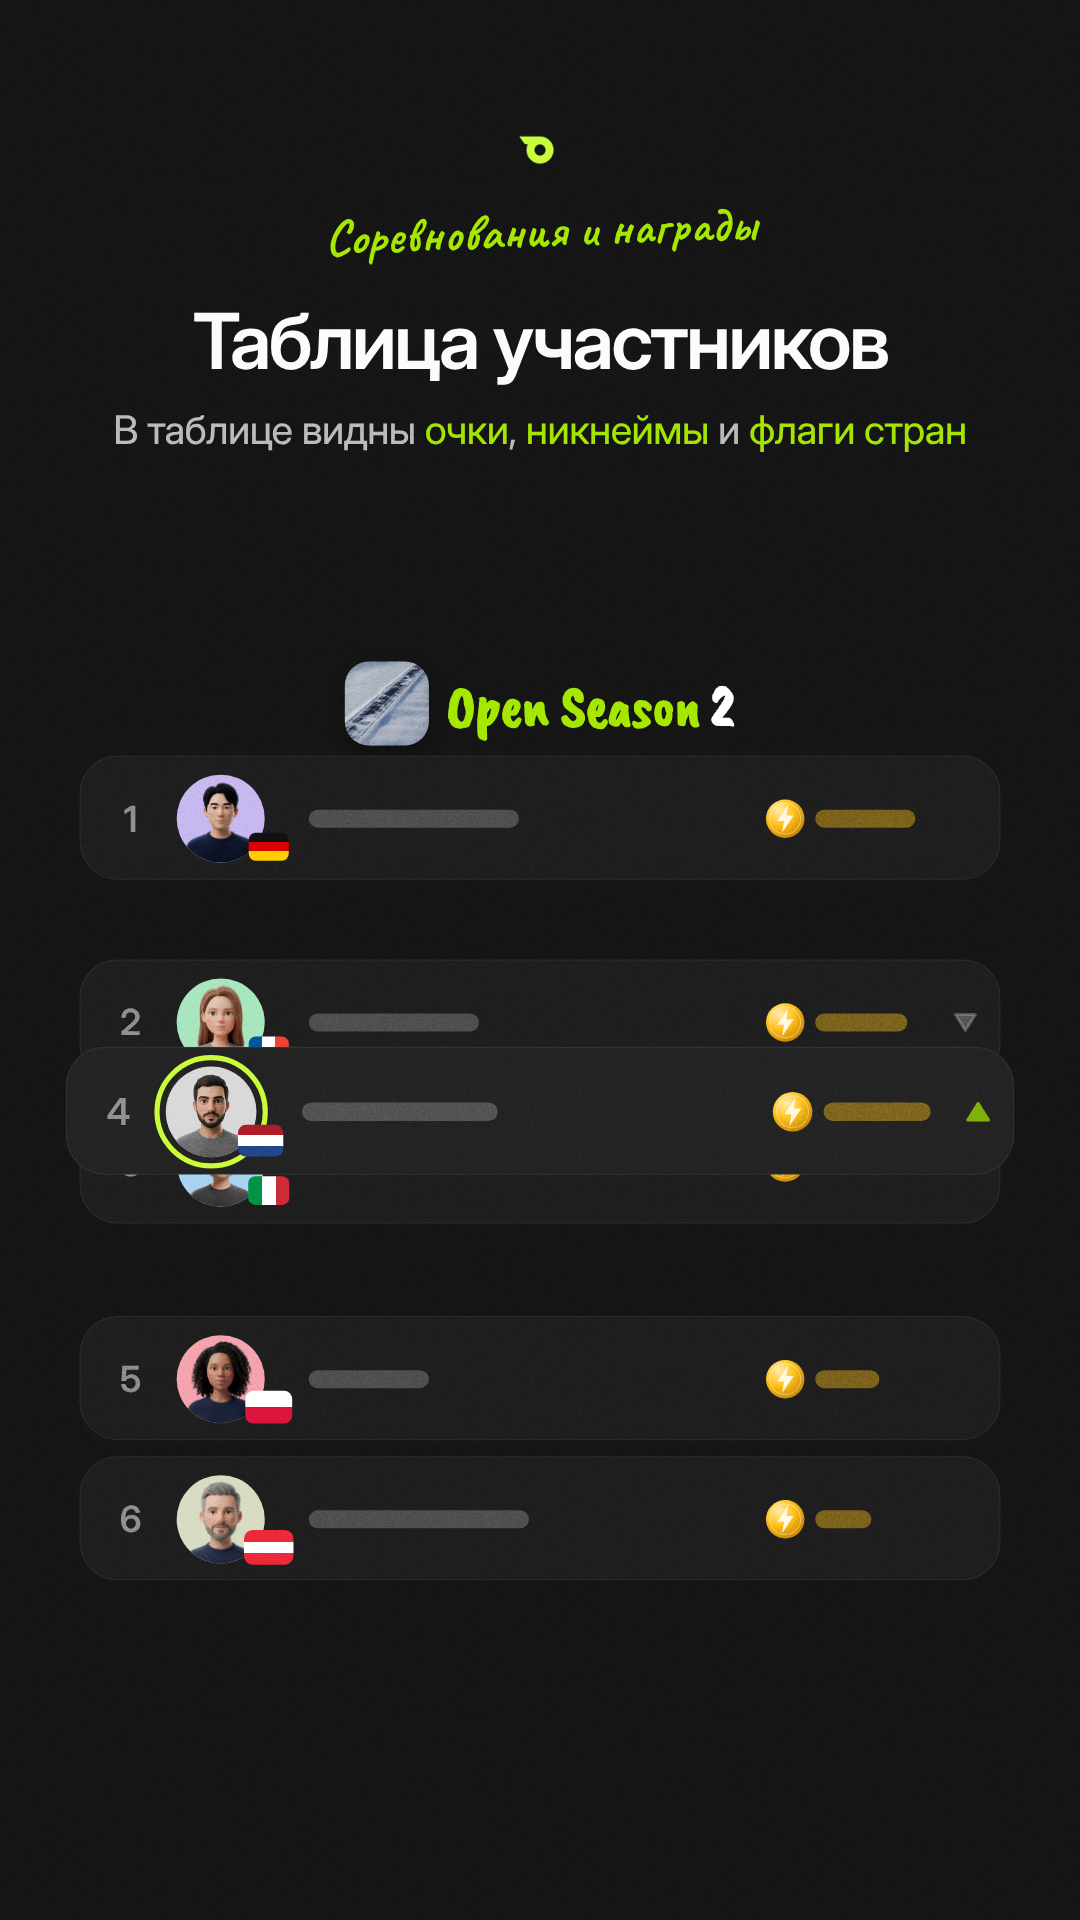 Соревнования и награды
Таблица участников
В таблице видны очки, никнеймы и флаги стран
Open Season 2
1
2
4
5
6